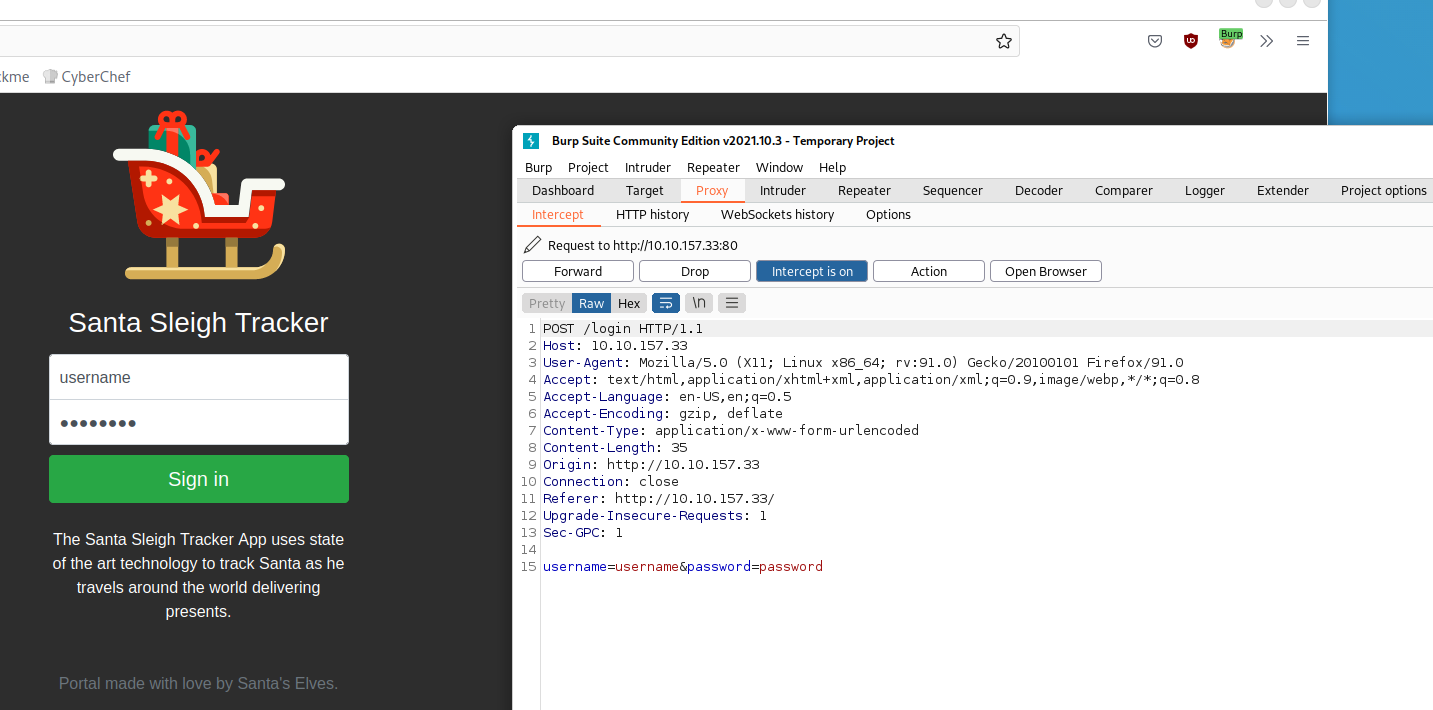 Burp
ckme CyberChef
Santa Sleigh Tracker
username
••••••••
Sign in
The Santa Sleigh Tracker App uses state
of the art technology to track Santa as he
travels around the world delivering
presents.
Portal made with love by Santa's Elves.
Burp Suite Community Edition v2021.10.3 - Temporary Project
Burp Project Intruder Repeater Window Help
Dashboard Target Proxy Intruder Repeater Sequencer Decoder Comparer Logger Extender Project options
Intercept HTTP history WebSockets history Options
Request to http://10.10.157.33:80
Forward Drop Intercept is on Action Open Browser
Pretty Raw Hex \n
1 POST /login HTTP/1.1
2 Host: 10.10.157.33
3 User-Agent: Mozilla/5.0 (X11; Linux x86_64; rv:91.0) Gecko/20100101 Firefox/91.0
4 Accept: text/html,application/xhtml+xml,application/xml;q=0.9,image/webp,*/*;q=0.8
5 Accept-Language: en-US,en;q=0.5
6 Accept-Encoding: gzip, deflate
7 Content-Type: application/x-www-form-urlencoded
8 Content-Length: 35
9 Origin: http://10.10.157.33
10 Connection: close
11 Referer: http://10.10.157.33/
12 Upgrade-Insecure-Requests: 1
13 Sec-GPC: 1
14
15 username=username&password=password